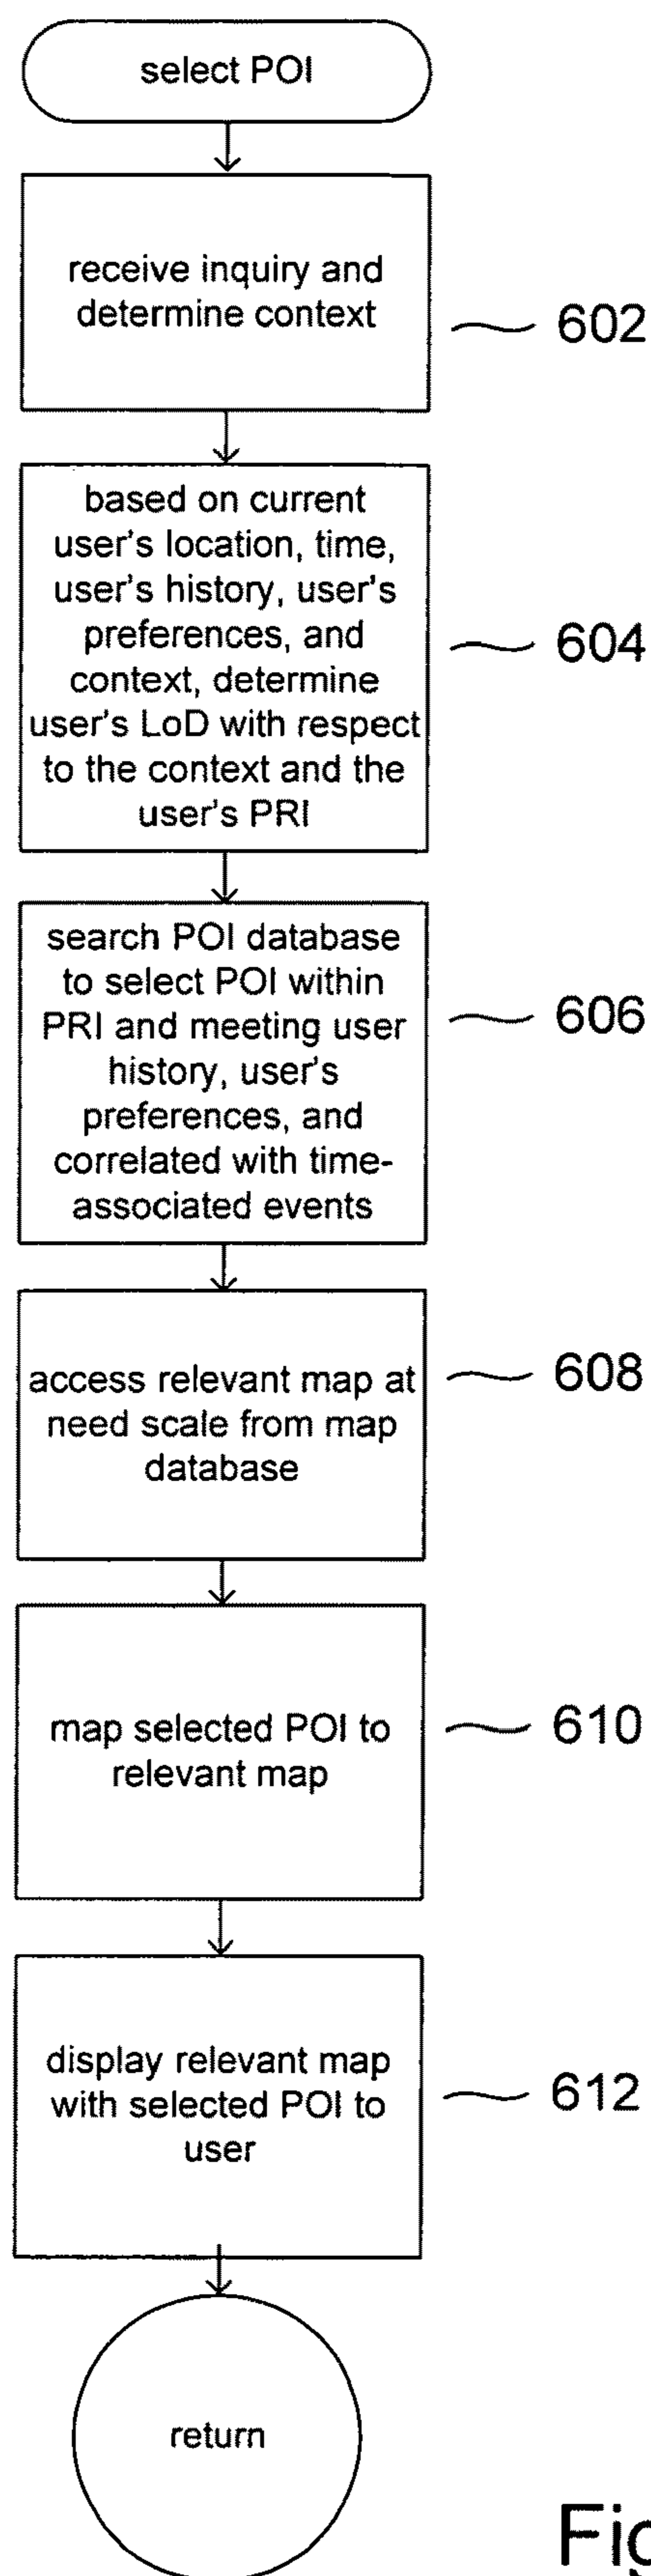 select POI
receive inquiry and
determine context
602
based on current
user's location, time,
user's history, user's
preferences, and
context, determine
user's LoD with respect
to the context and the
user's PRI
604
search POI database
to select POI within
PRI and meeting user
history, user's
preferences, and
correlated with time-
associated events
606
access relevant map at
need scale from map
database
608
map selected POI to
relevant map
610
display relevant map
with selected POI to
user
612
return